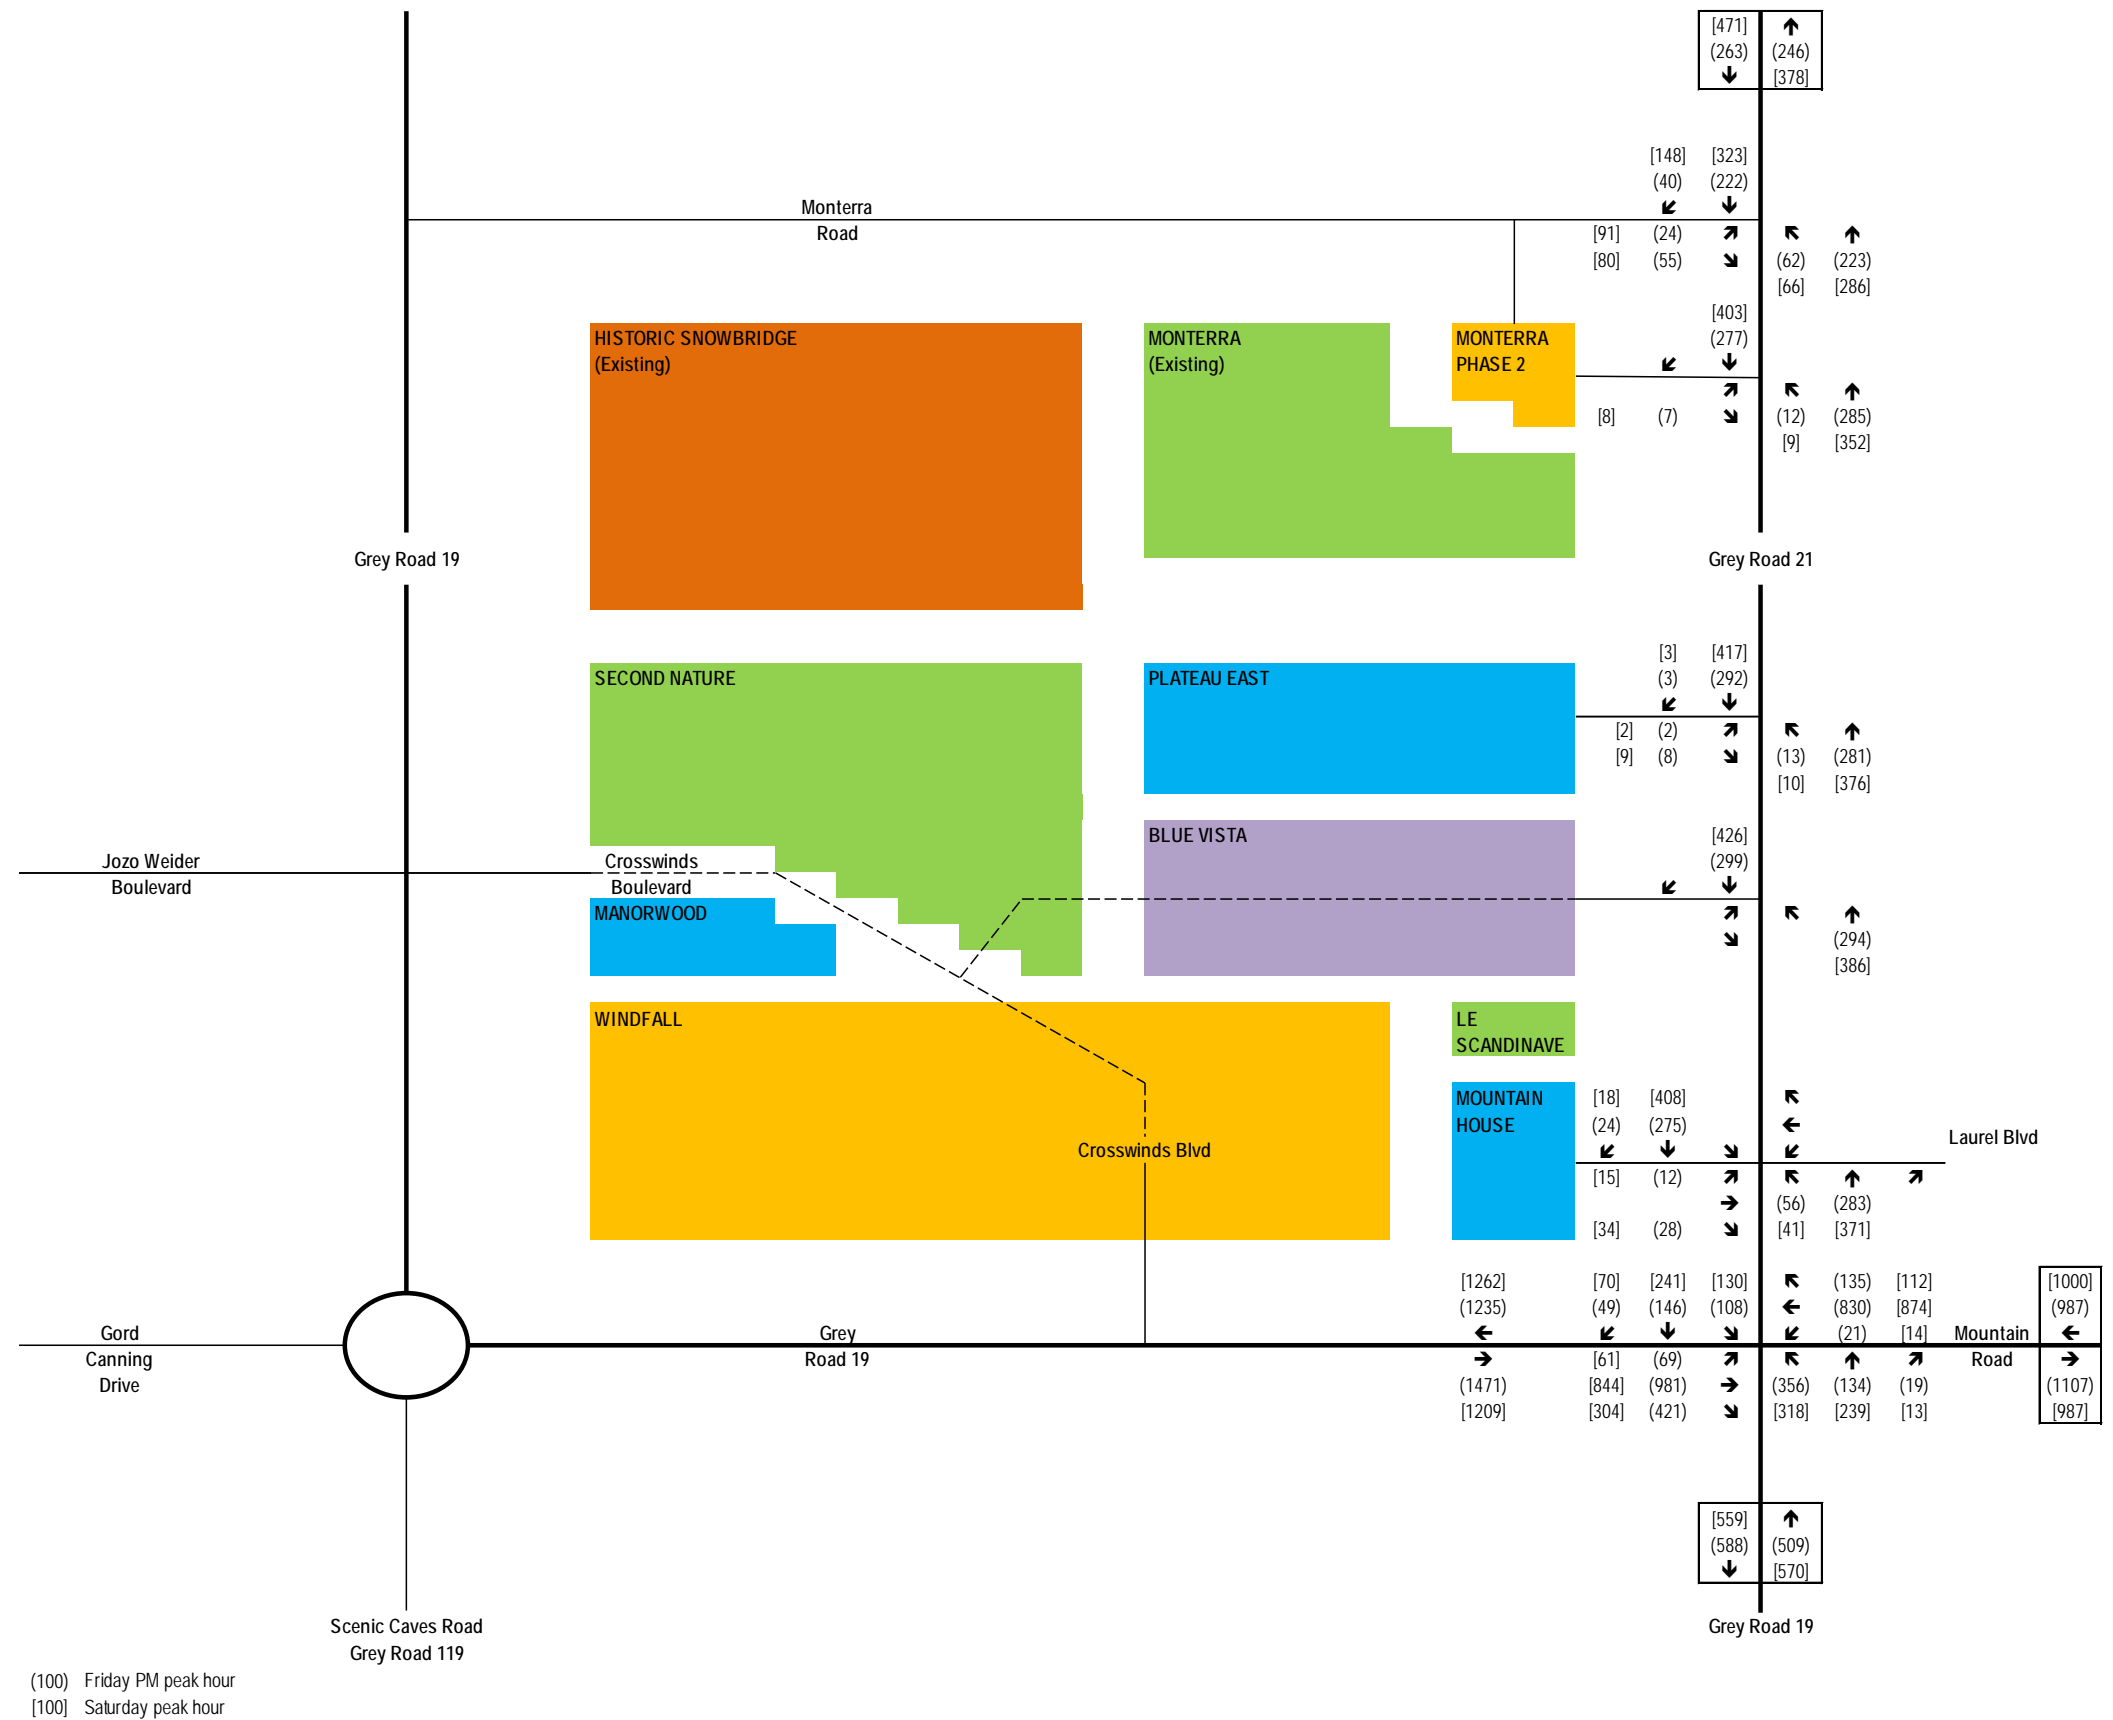 [471]
(263) (246)
[378]
[148] [323]
(40) (222)
Monterra
Road
[91] (24)
[80] (55) (62) (223)
[66] [286]
[403]
HISTORIC SNOWBRIDGE MONTERRA MONTERRA (277)
(Existing) (Existing) PHASE 2
[8] (7) (12) (285)
[9] [352]
Grey Road 19 Grey Road 21
[3] [417]
SECOND NATURE PLATEAU EAST (3) (292)
[2] (2)
[9] (8) (13) (281)
[10] [376]
BLUE VISTA [426]
Jozo Weider Crosswinds (299)
Boulevard Boulevard
MANORWOOD
(294)
[386]
WINDFALL LE
SCANDINAVE
MOUNTAIN [18] [408]
HOUSE (24) (275)
Laurel Blvd
Crosswinds Blvd
[15] (12)
(56) (283)
[34] (28) [41] [371]
[1262] [70] [241] [130] (135) [112] [1000]
(1235) (49) (146) (108) (830) [874] (987)
Gord Grey (21) [14] Mountain
Canning Road 19 [61] (69) Road
Drive (1471) [844] (981) (356) (134) (19) (1107)
[1209] [304] (421) [318] [239] [13] [987]
[559]
(588) (509)
[570]
Scenic Caves Road Grey Road 19
Grey Road 119
(100) Friday PM peak hour
[100] Saturday peak hour